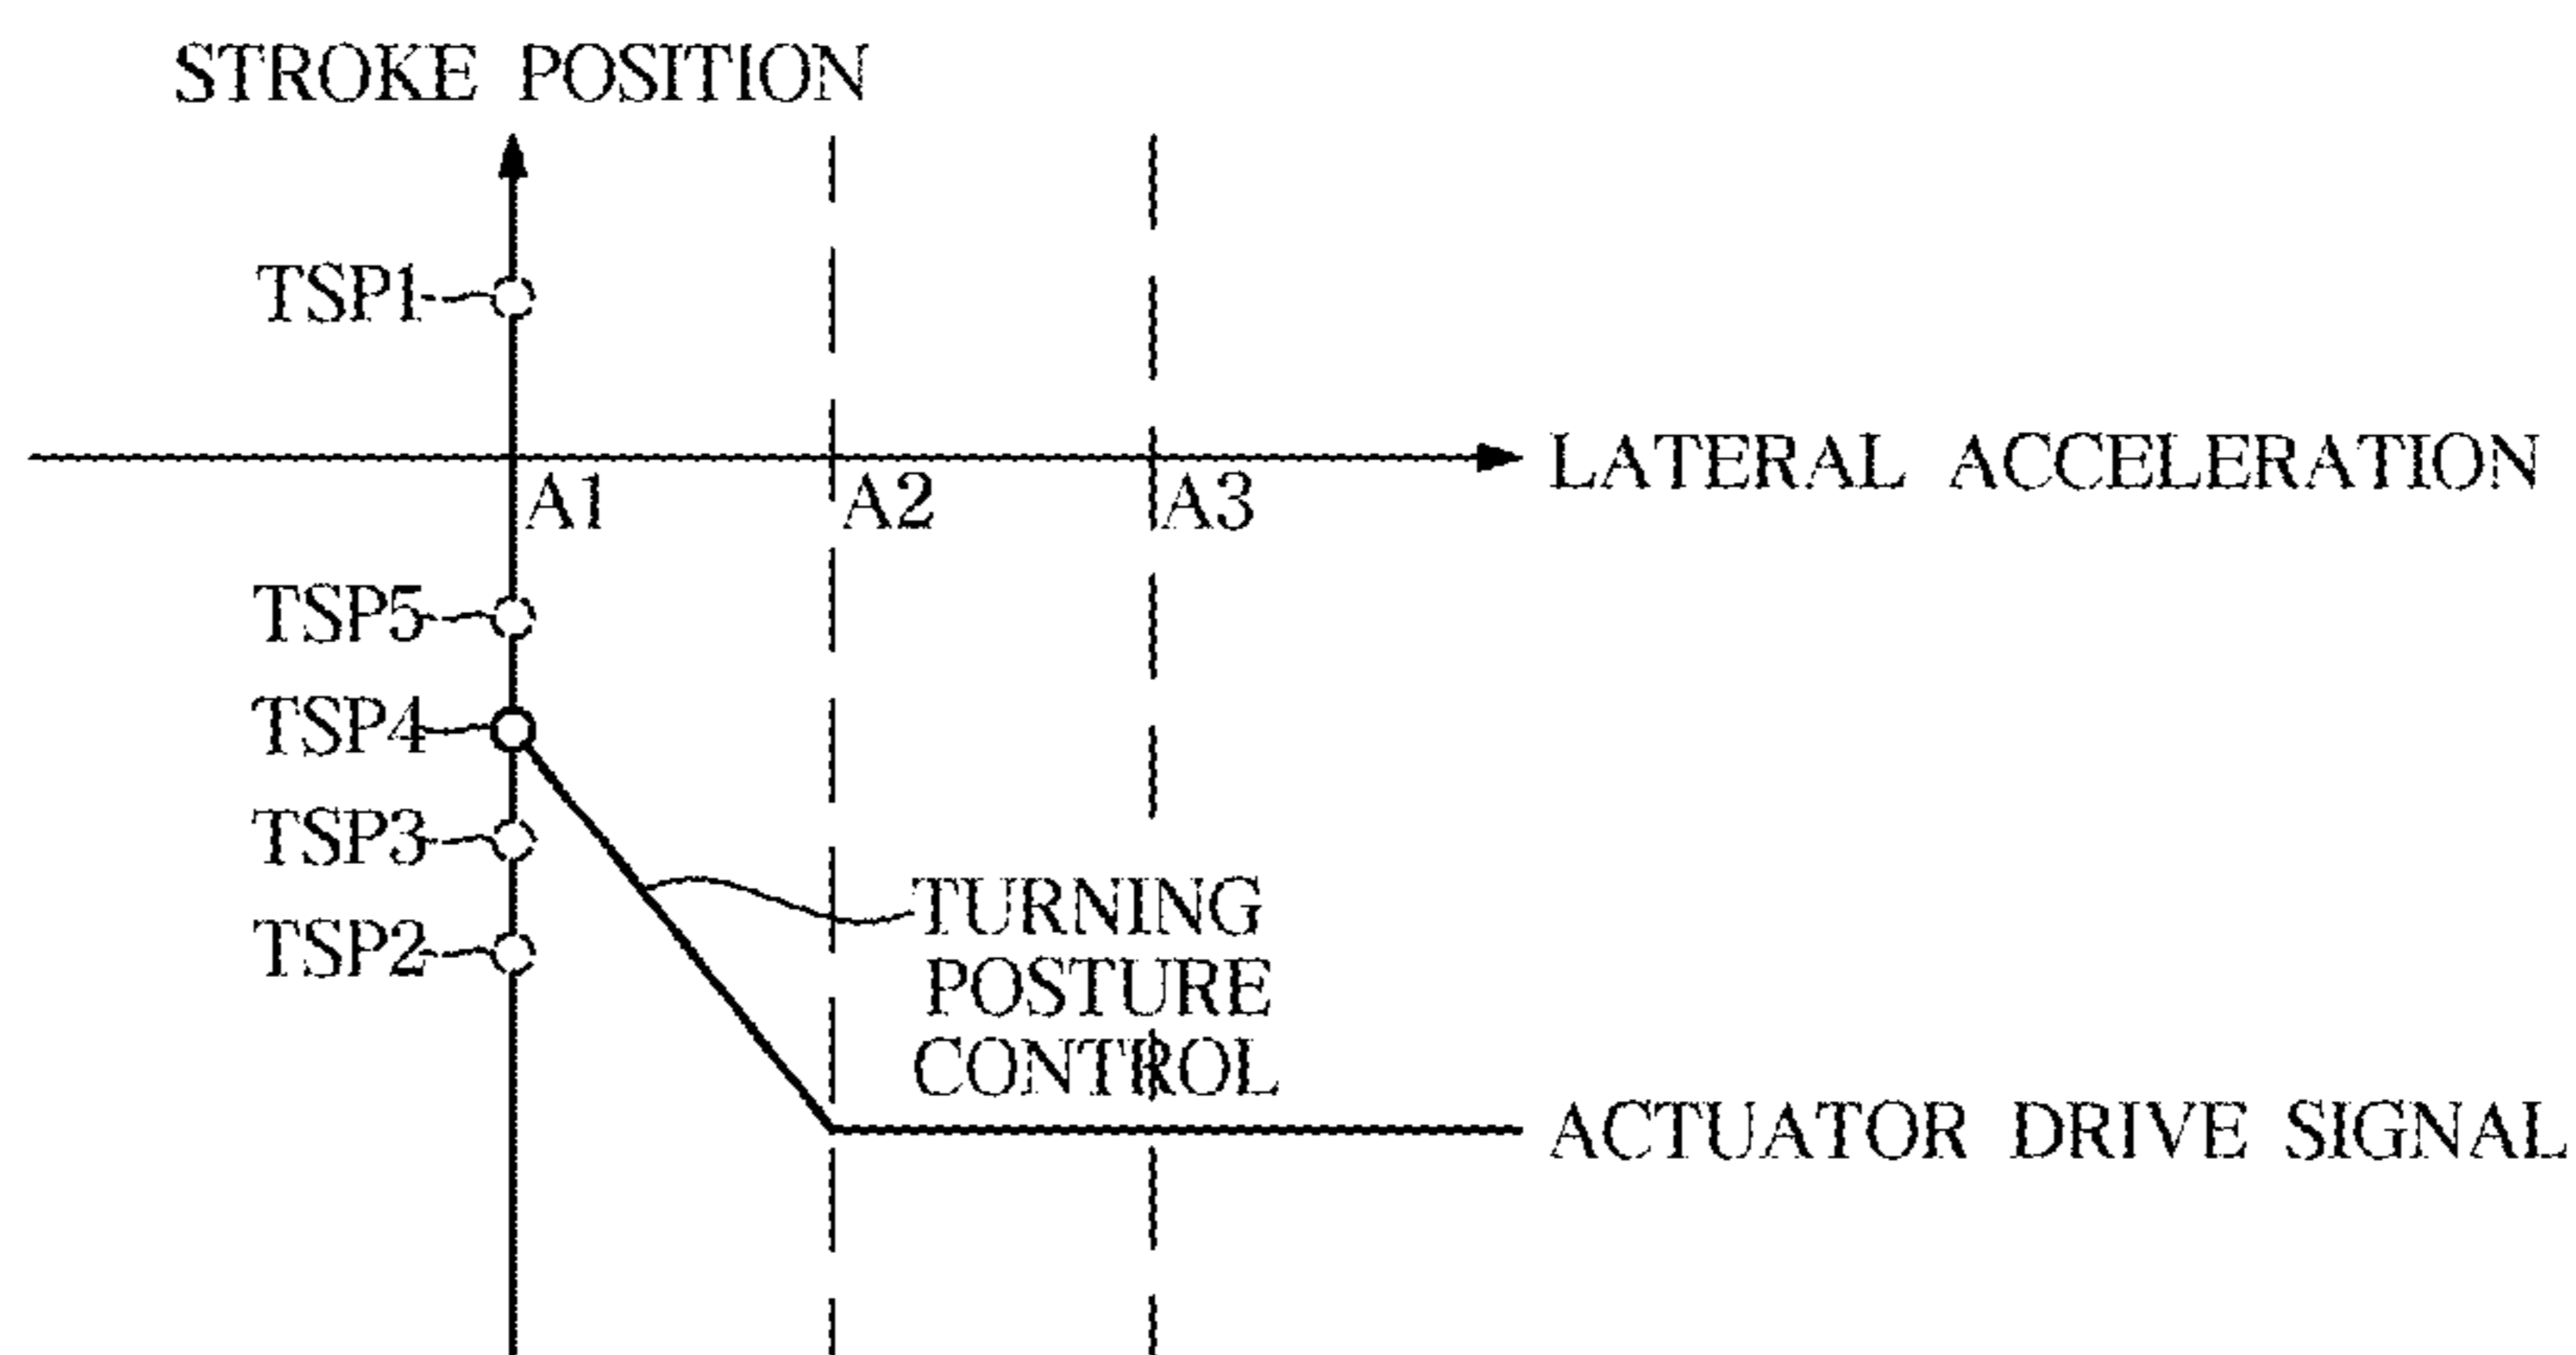 STROKE POSITION
TSP1
LATERAL ACCELERATION
A1
A2
A3
TSP5
TSP4
TSP3
TSP2
TURNING
POSTURE
CONTROL
ACTUATOR DRIVE SIGNAL